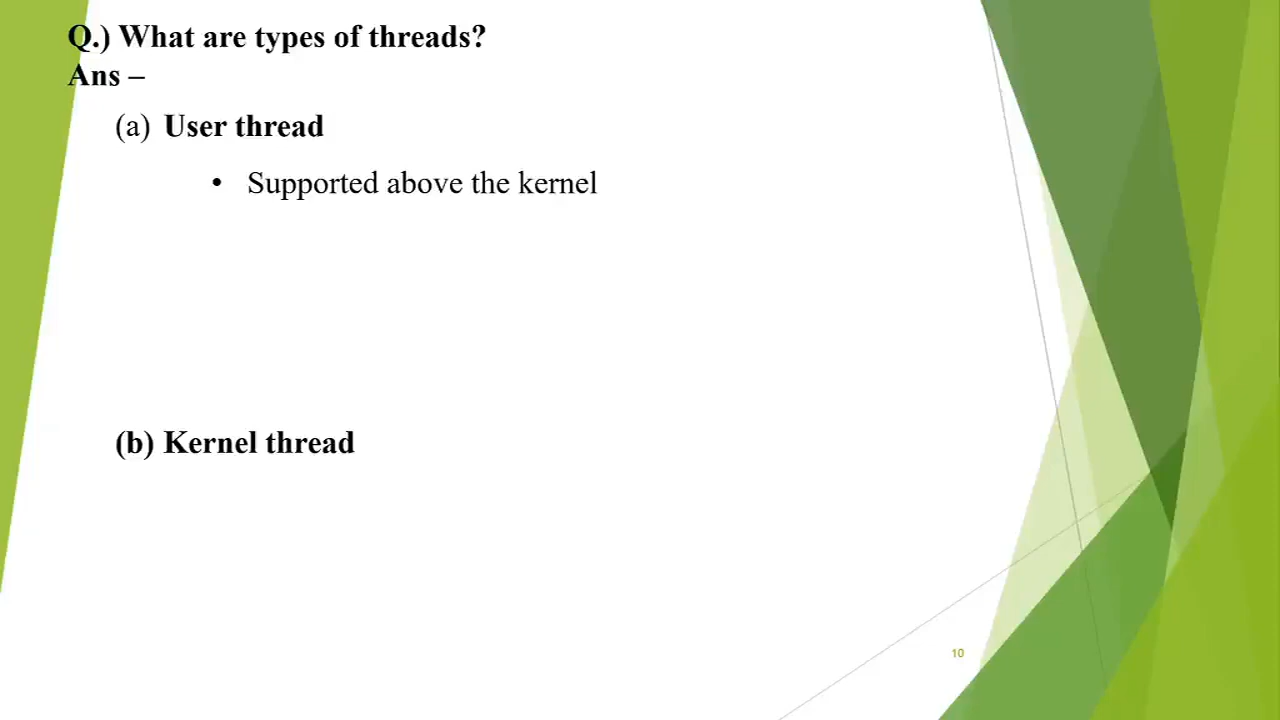 Q.) What are types of threads?
Ans –
(a) User thread
• Supported above the kernel
(b) Kernel thread
10